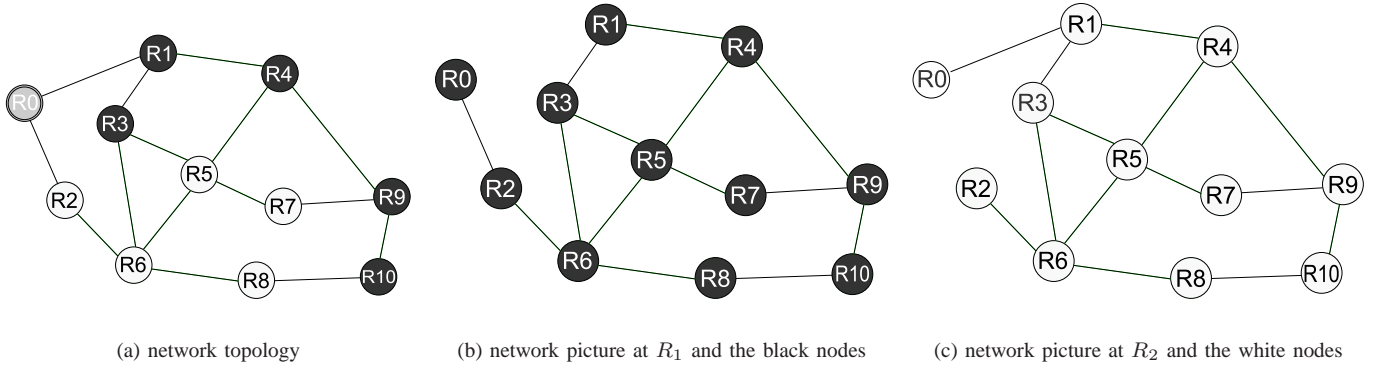 R1
R4
R0
R3
R5
R2
R7
R9
R6
R8
R10
R1
R4
R0
R3
R5
R2
R7
R9
R6
R8
R10
R1
R4
R0
R3
R5
R2
R7
R9
R6
R8
R10
(a) network topology
(b) network picture at R1 and the black nodes
(c) network picture at R2 and the white nodes